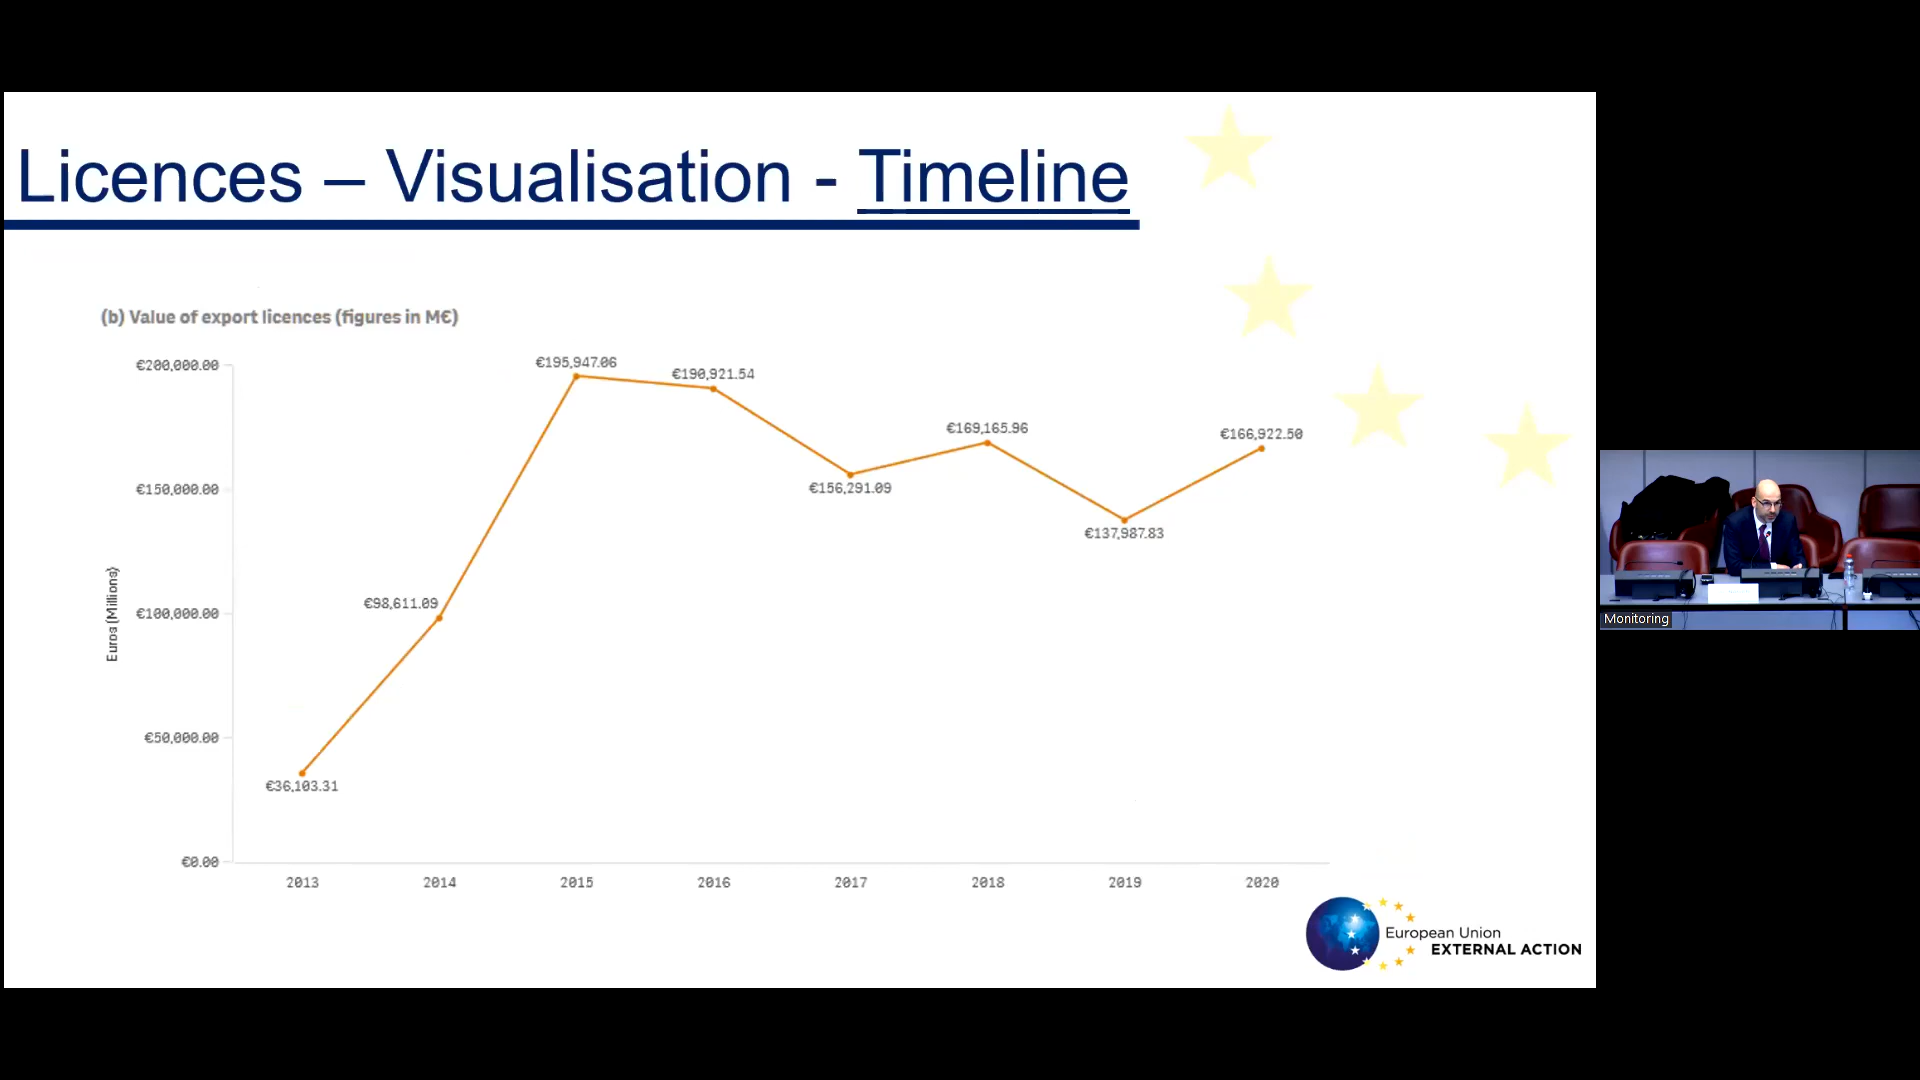 Licences – Visualisation - Timeline
(b) Value of export licences (figures in M€)
€200,000.00
€150,000.00
€100,000.00
€50,000.00
€0.00
Euros (Millions)
€36,103.31
€98,611.09
€195,947.06
€190,921.54
€156,291.09
€169,165.96
€137,987.83
€166,922.50
2013 2014 2015 2016 2017 2018 2019 2020
European Union
EXTERNAL ACTION
Monitoring